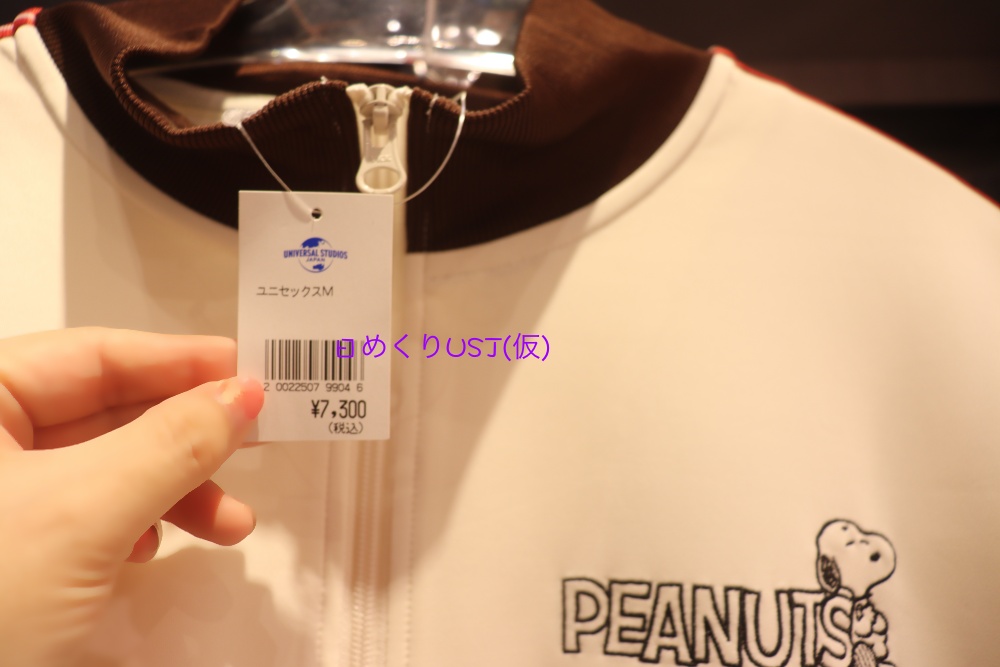 UNIVERSAL STUDIOS
JAPAN
ユニセックスM
日めくりUSJ(仮)
2 0022507 9904 6
¥7,300
(税込)
PEANUTS